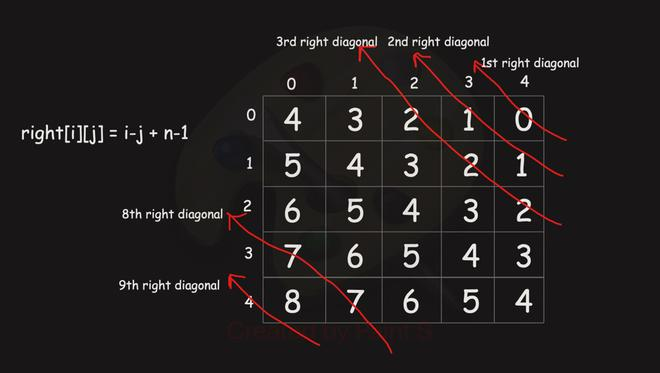 3rd right diagonal 2nd right diagonal
1st right diagonal
0 1 2 3 4
right[i][j] = i-j + n-1
0 4 3 2 1 0
1 5 4 3 2 1
2 6 5 4 3 2
8th right diagonal
3 7 6 5 4 3
9th right diagonal
4 8 7 6 5 4